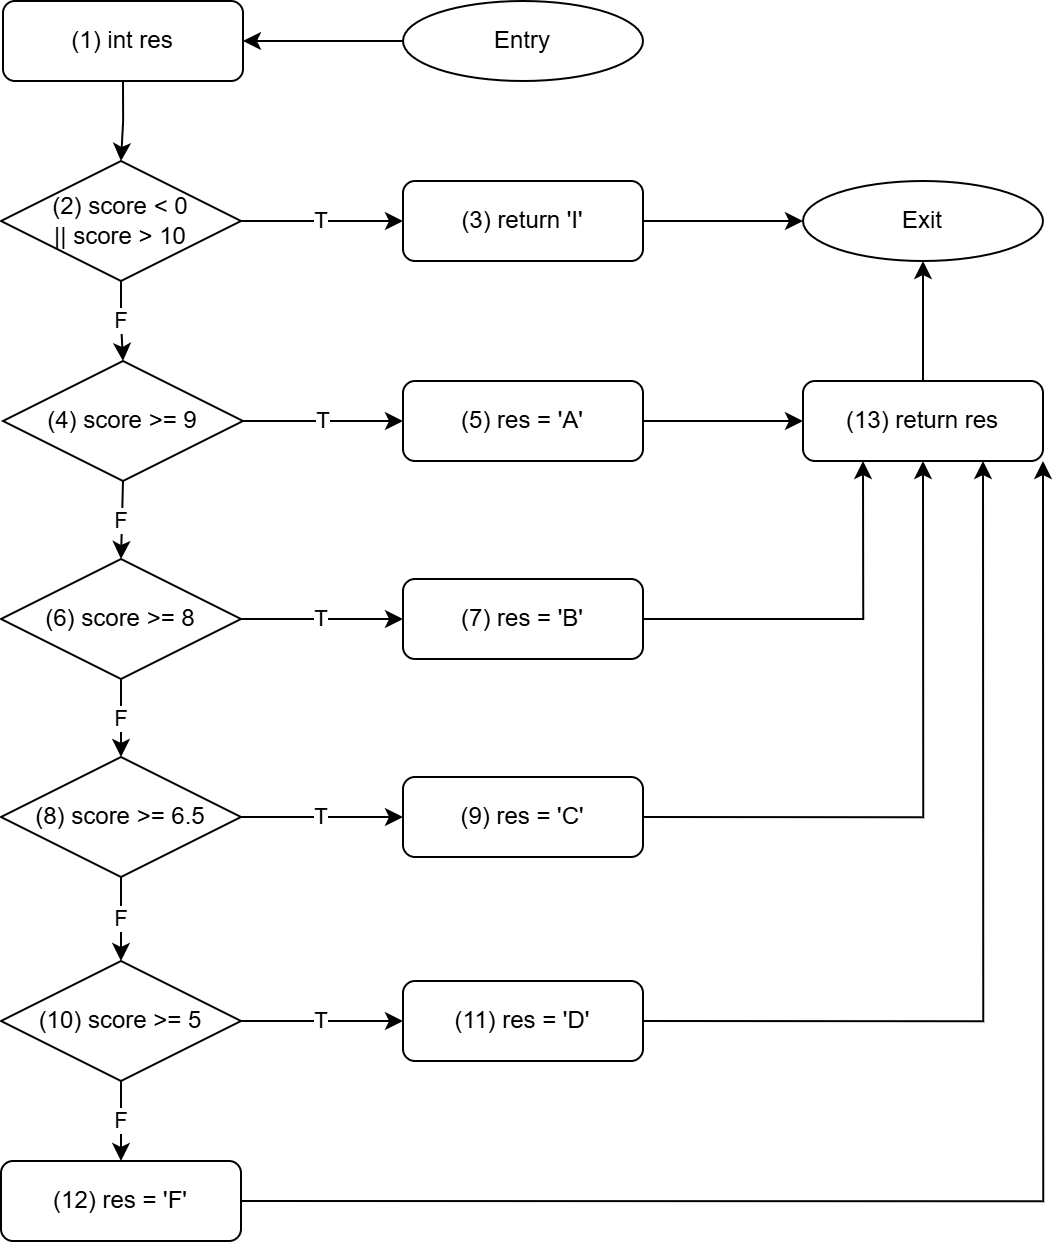 (1) int res
Entry
(2) score < 0
|| score > 10
T
(3) return 'I'
Exit
F
(4) score >= 9
T
(5) res = 'A'
(13) return res
F
(6) score >= 8
T
(7) res = 'B'
F
(8) score >= 6.5
T
(9) res = 'C'
F
(10) score >= 5
T
(11) res = 'D'
F
(12) res = 'F'